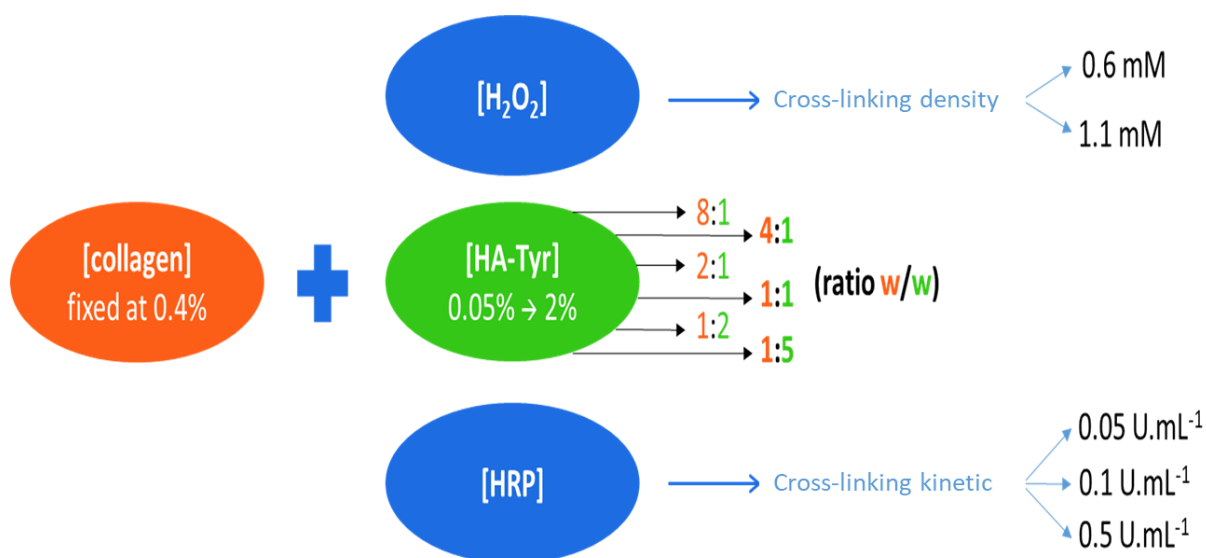 [H₂O₂]
Cross-linking density
0.6 mM
1.1 mM
[collagen]
fixed at 0.4%
[HA-Tyr]
0.05% → 2%
8:1
4:1
2:1
1:1
1:2
1:5
(ratio w/w)
[HRP]
Cross-linking kinetic
0.05 U.mL⁻¹
0.1 U.mL⁻¹
0.5 U.mL⁻¹